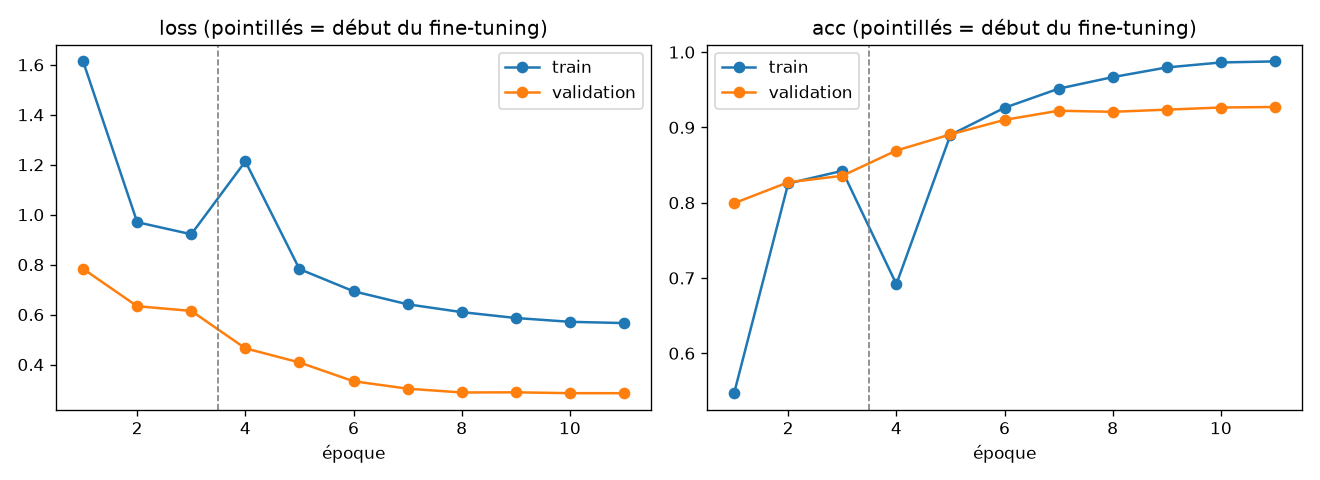 loss (pointillés = début du fine-tuning)
train
validation
1.6
1.4
1.2
1.0
0.8
0.6
0.4
2
4
6
8
10
époque
acc (pointillés = début du fine-tuning)
train
validation
1.0
0.9
0.8
0.7
0.6
2
4
6
8
10
époque